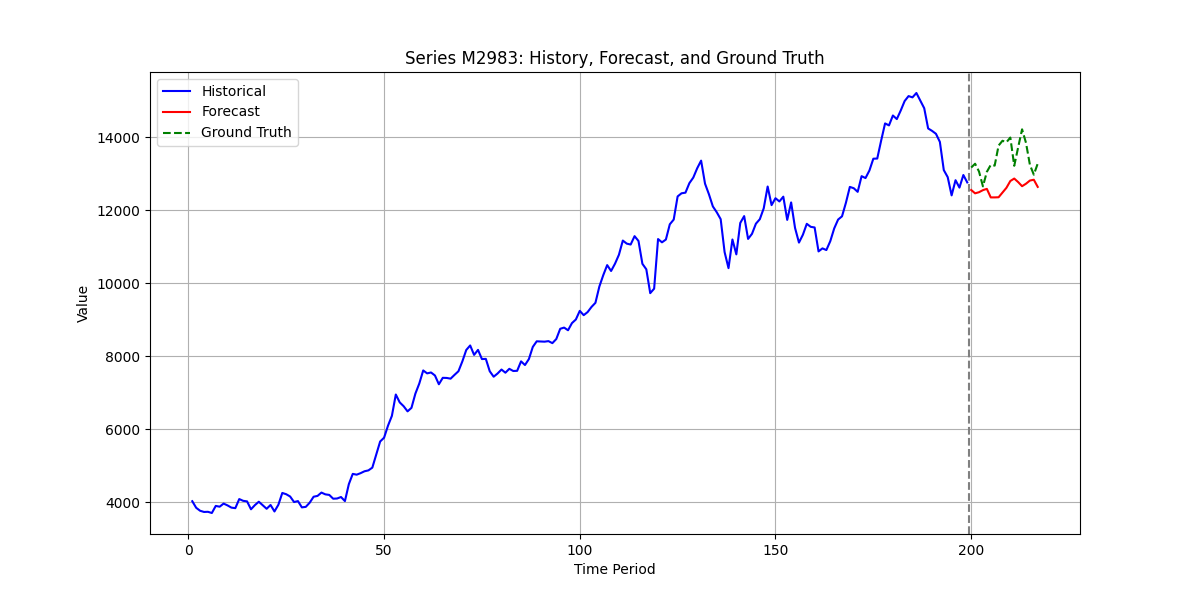 Series M2983: History, Forecast, and Ground Truth
Historical
Forecast
Ground Truth
14000
12000
10000
8000
6000
4000
Value
0
50
100
150
200
Time Period